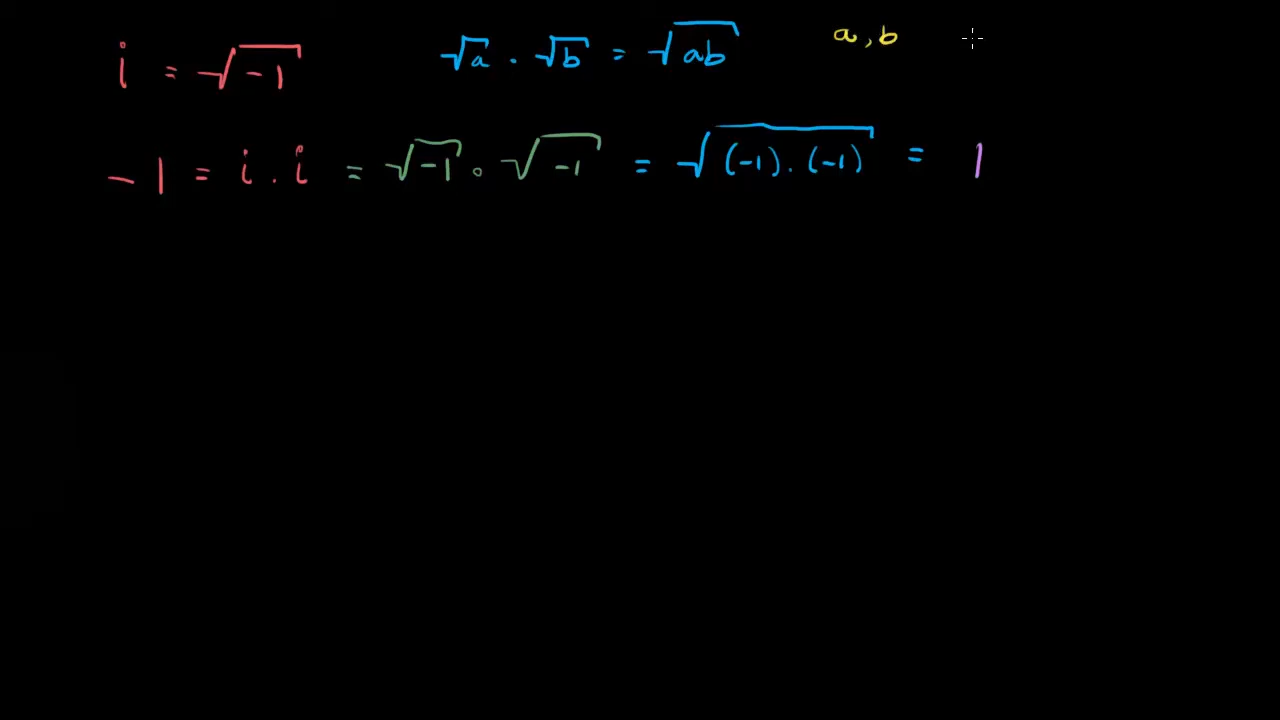 i = √-1 √a . √b = √ab a, b
-1 = i . i = √-1 ∘ √-1 = √(-1).(-1) = 1